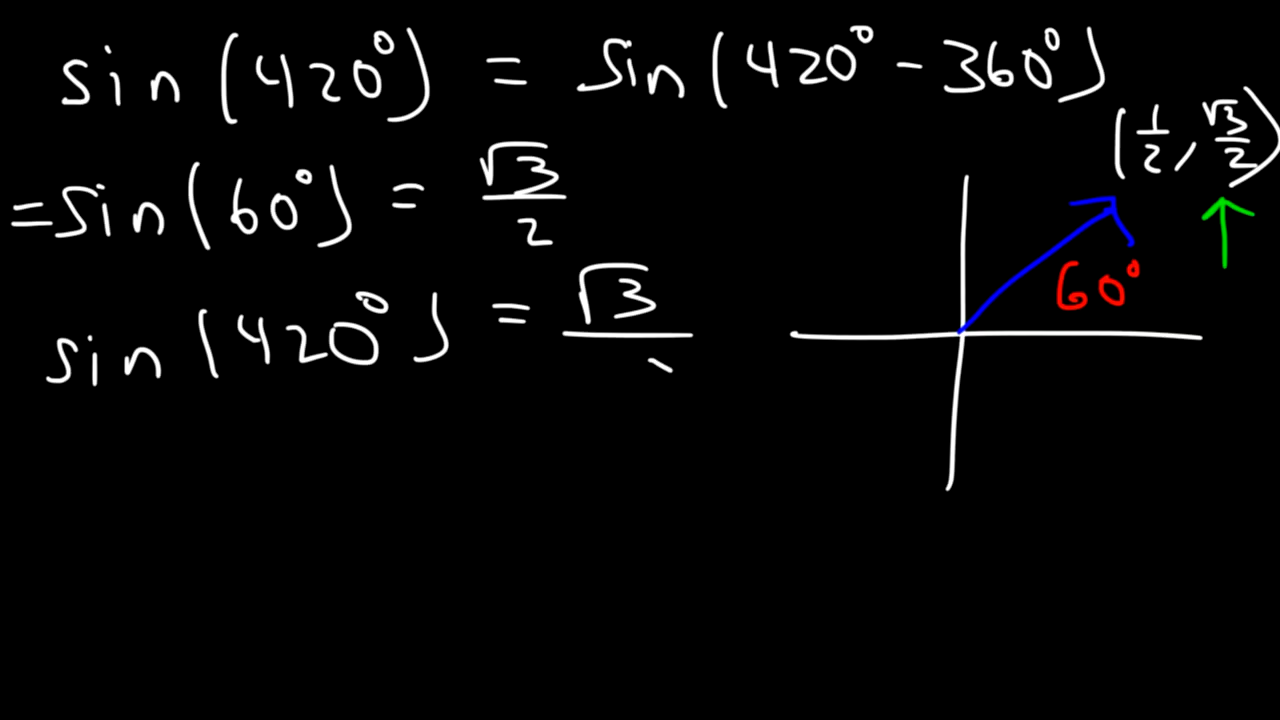 sin(420°) = sin(420° - 360°)
(1/2, √3/2)
=sin(60°) = √3/2
60°
sin(420°) = √3/